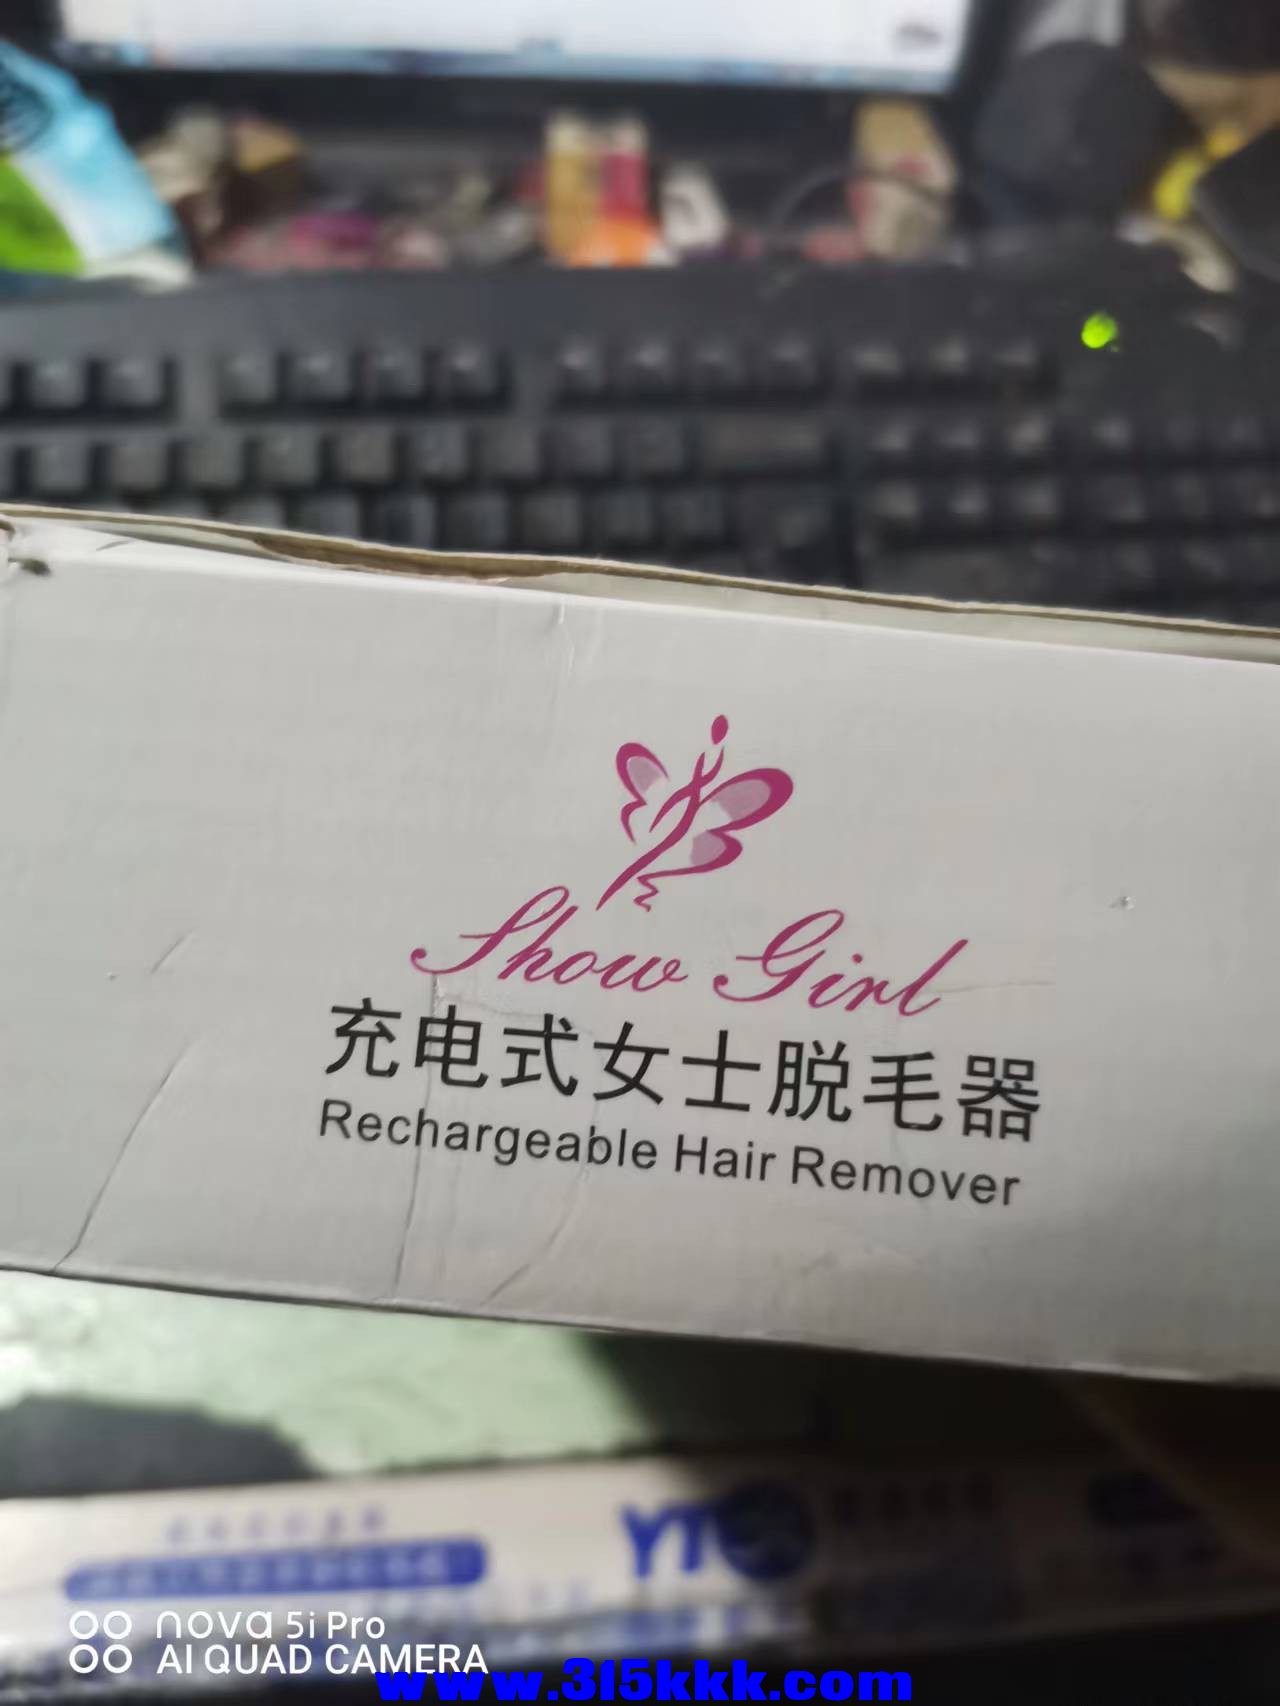 Show Girl
充电式女士脱毛器
Rechargeable Hair Remover
YTO
nova 5i Pro
AI QUAD CAMERA
www.315kkk.com